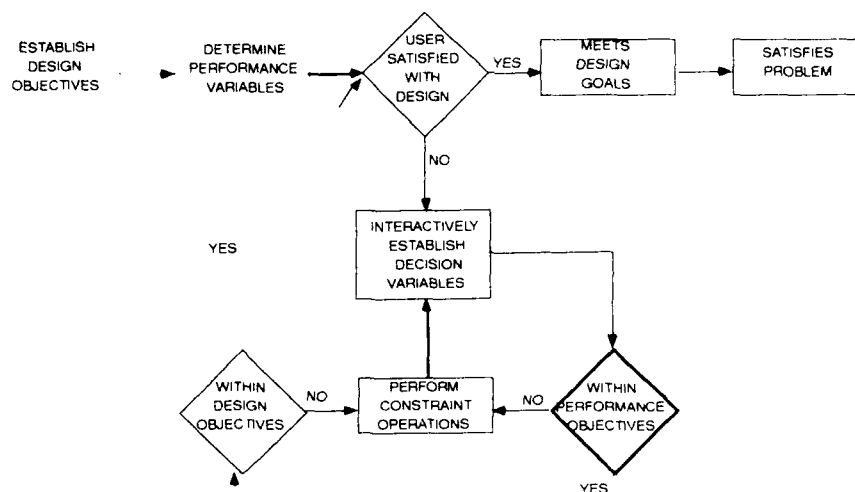 ESTABLISH
DESIGN
OBJECTIVES
DETERMINE
PERFORMANCE
VARIABLES
USER
SATISFIED
WITH
DESIGN
YES
MEETS
DESIGN
GOALS
SATISFIES
PROBLEM
NO
INTERACTIVELY
ESTABLISH
DECISION
VARIABLES
YES
WITHIN
DESIGN
OBJECTIVES
NO
PERFORM
CONSTRAINT
OPERATIONS
NO
WITHIN
PERFORMANCE
OBJECTIVES
YES